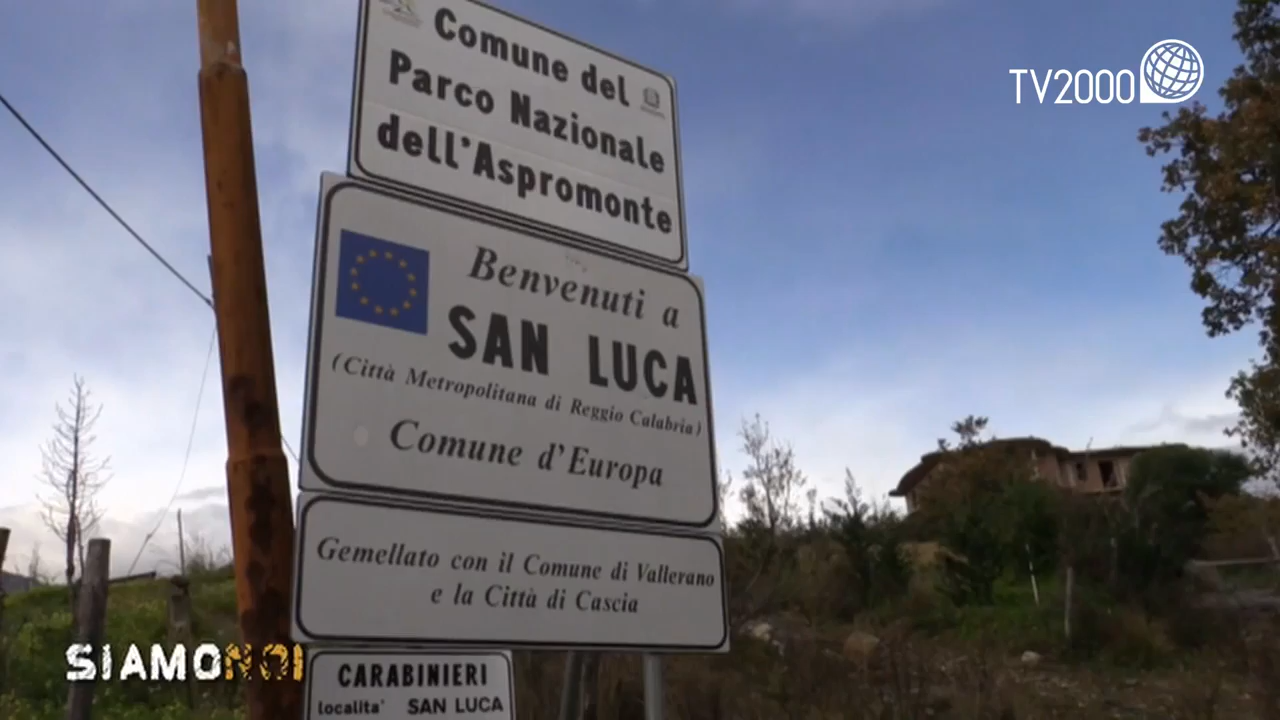 TV2000
Comune del
Parco Nazionale
dell'Aspromonte
Benvenuti a
SAN LUCA
(Città Metropolitana di Reggio Calabria)
Comune d'Europa
Gemellato con il Comune di Vallerano
e la Città di Cascia
CARABINIERI
localita' SAN LUCA
SIAMONOI